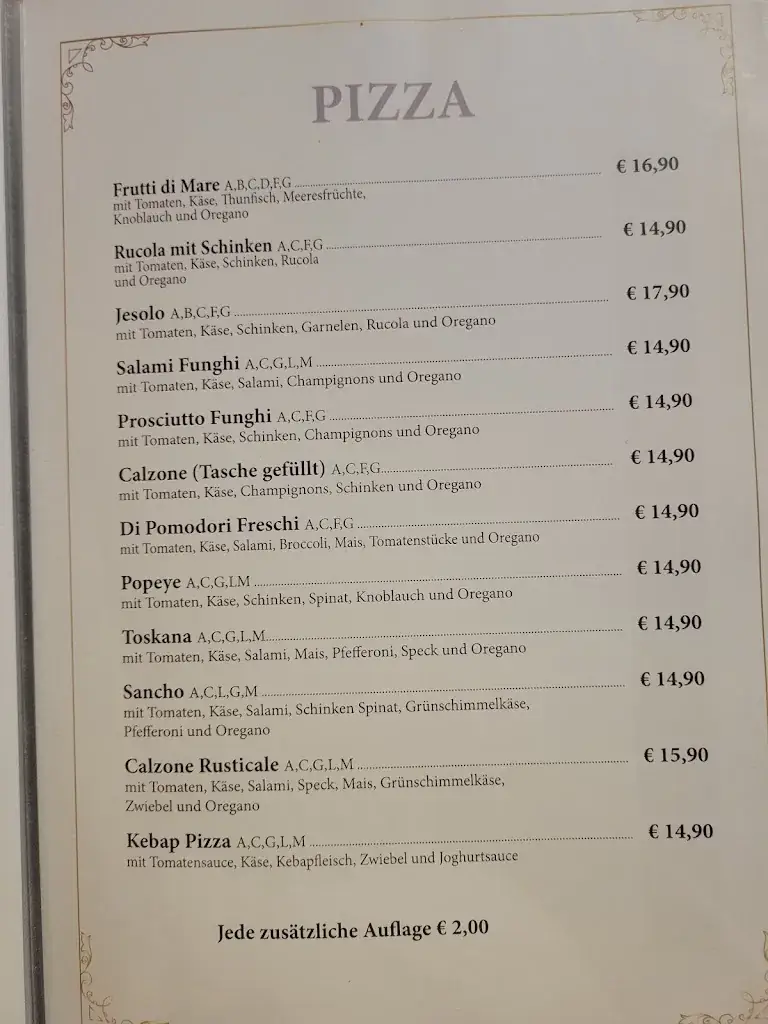 PIZZA
Frutti di Mare A,B,C,D,F,G € 16,90
mit Tomaten, Käse, Thunfisch, Meeresfrüchte,
Knoblauch und Oregano
Rucola mit Schinken A,C,F,G € 14,90
mit Tomaten, Käse, Schinken, Rucola
und Oregano
Jesolo A,B,C,F,G € 17,90
mit Tomaten, Käse, Schinken, Garnelen, Rucola und Oregano
Salami Funghi A,C,G,L,M € 14,90
mit Tomaten, Käse, Salami, Champignons und Oregano
Prosciutto Funghi A,C,F,G € 14,90
mit Tomaten, Käse, Schinken, Champignons und Oregano
Calzone (Tasche gefüllt) A,C,F,G € 14,90
mit Tomaten, Käse, Champignons, Schinken und Oregano
Di Pomodori Freschi A,C,F,G € 14,90
mit Tomaten, Käse, Salami, Broccoli, Mais, Tomatenstücke und Oregano
Popeye A,C,G,LM € 14,90
mit Tomaten, Käse, Schinken, Spinat, Knoblauch und Oregano
Toskana A,C,G,L,M € 14,90
mit Tomaten, Käse, Salami, Mais, Pfefferoni, Speck und Oregano
Sancho A,C,L,G,M € 14,90
mit Tomaten, Käse, Salami, Schinken Spinat, Grünschimmelkäse,
Pfefferoni und Oregano
Calzone Rusticale A,C,G,L,M € 15,90
mit Tomaten, Käse, Salami, Speck, Mais, Grünschimmelkäse,
Zwiebel und Oregano
Kebap Pizza A,C,G,L,M € 14,90
mit Tomatensauce, Käse, Kebapfleisch, Zwiebel und Joghurtsauce
Jede zusätzliche Auflage € 2,00